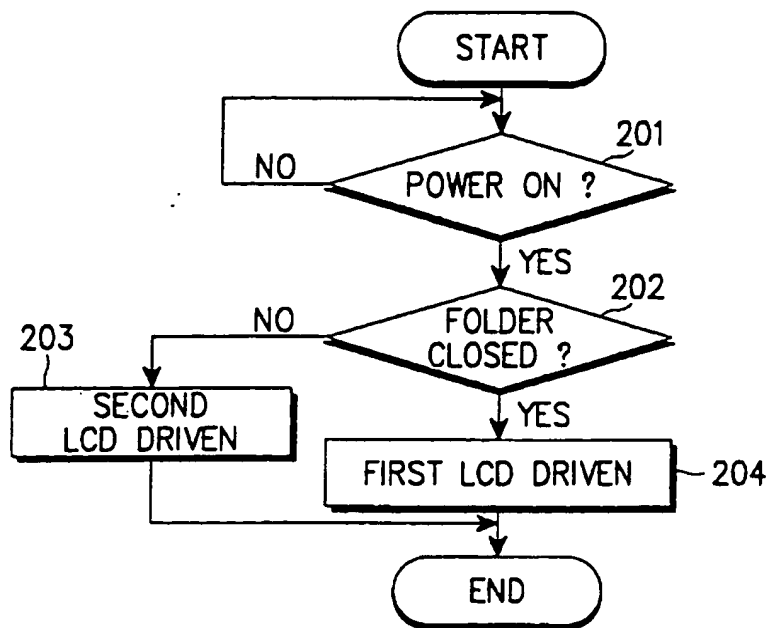 START
201
NO
POWER ON ?
YES
202
NO
FOLDER
CLOSED ?
203
SECOND
LCD DRIVEN
YES
FIRST LCD DRIVEN
204
END